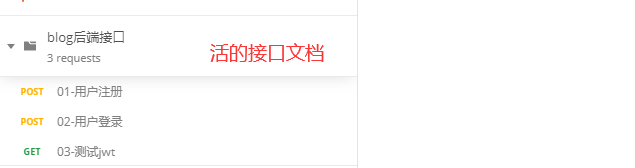 blog后端接口
3 requests
活的接口文档
POST 01-用户注册
POST 02-用户登录
GET 03-测试jwt